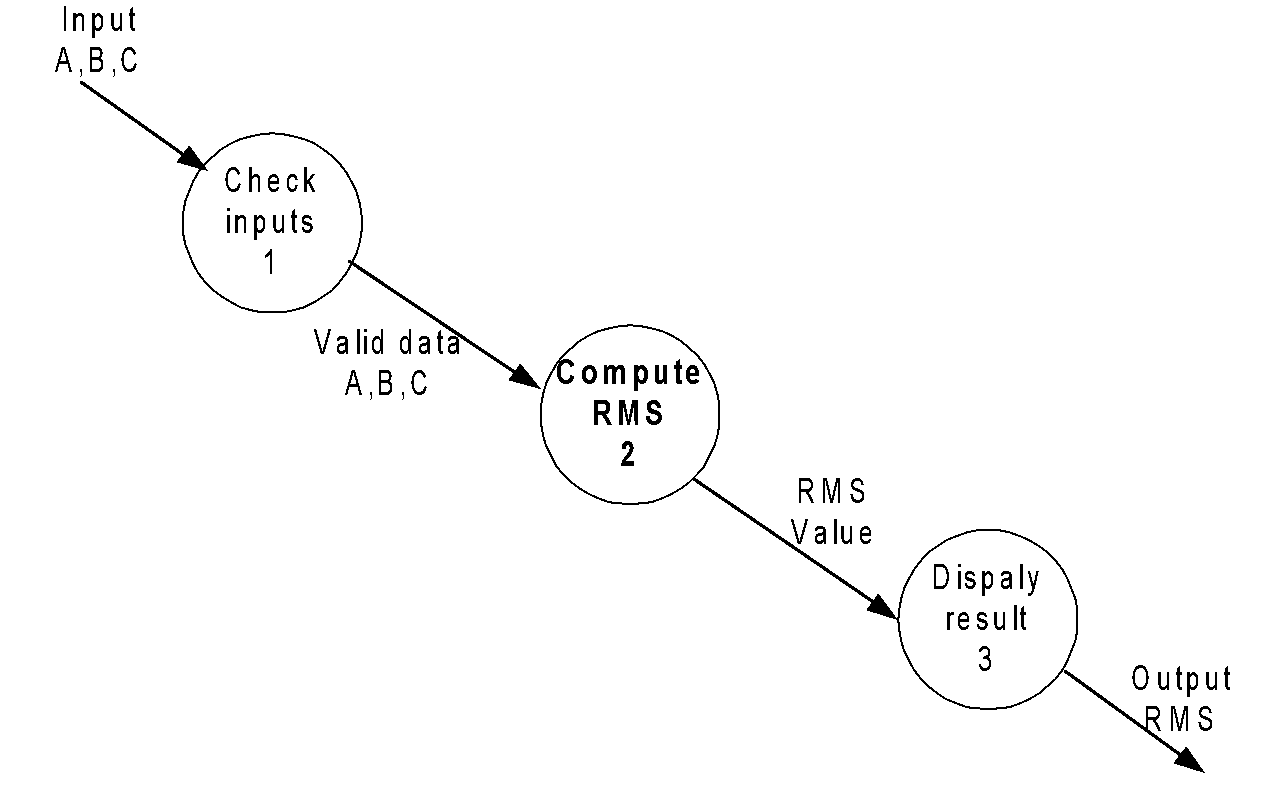 Input
A,B,C
Check
inputs
1
Valid data
A,B,C
Compute
RMS
2
RMS
Value
Dispaly
result
3
Output
RMS